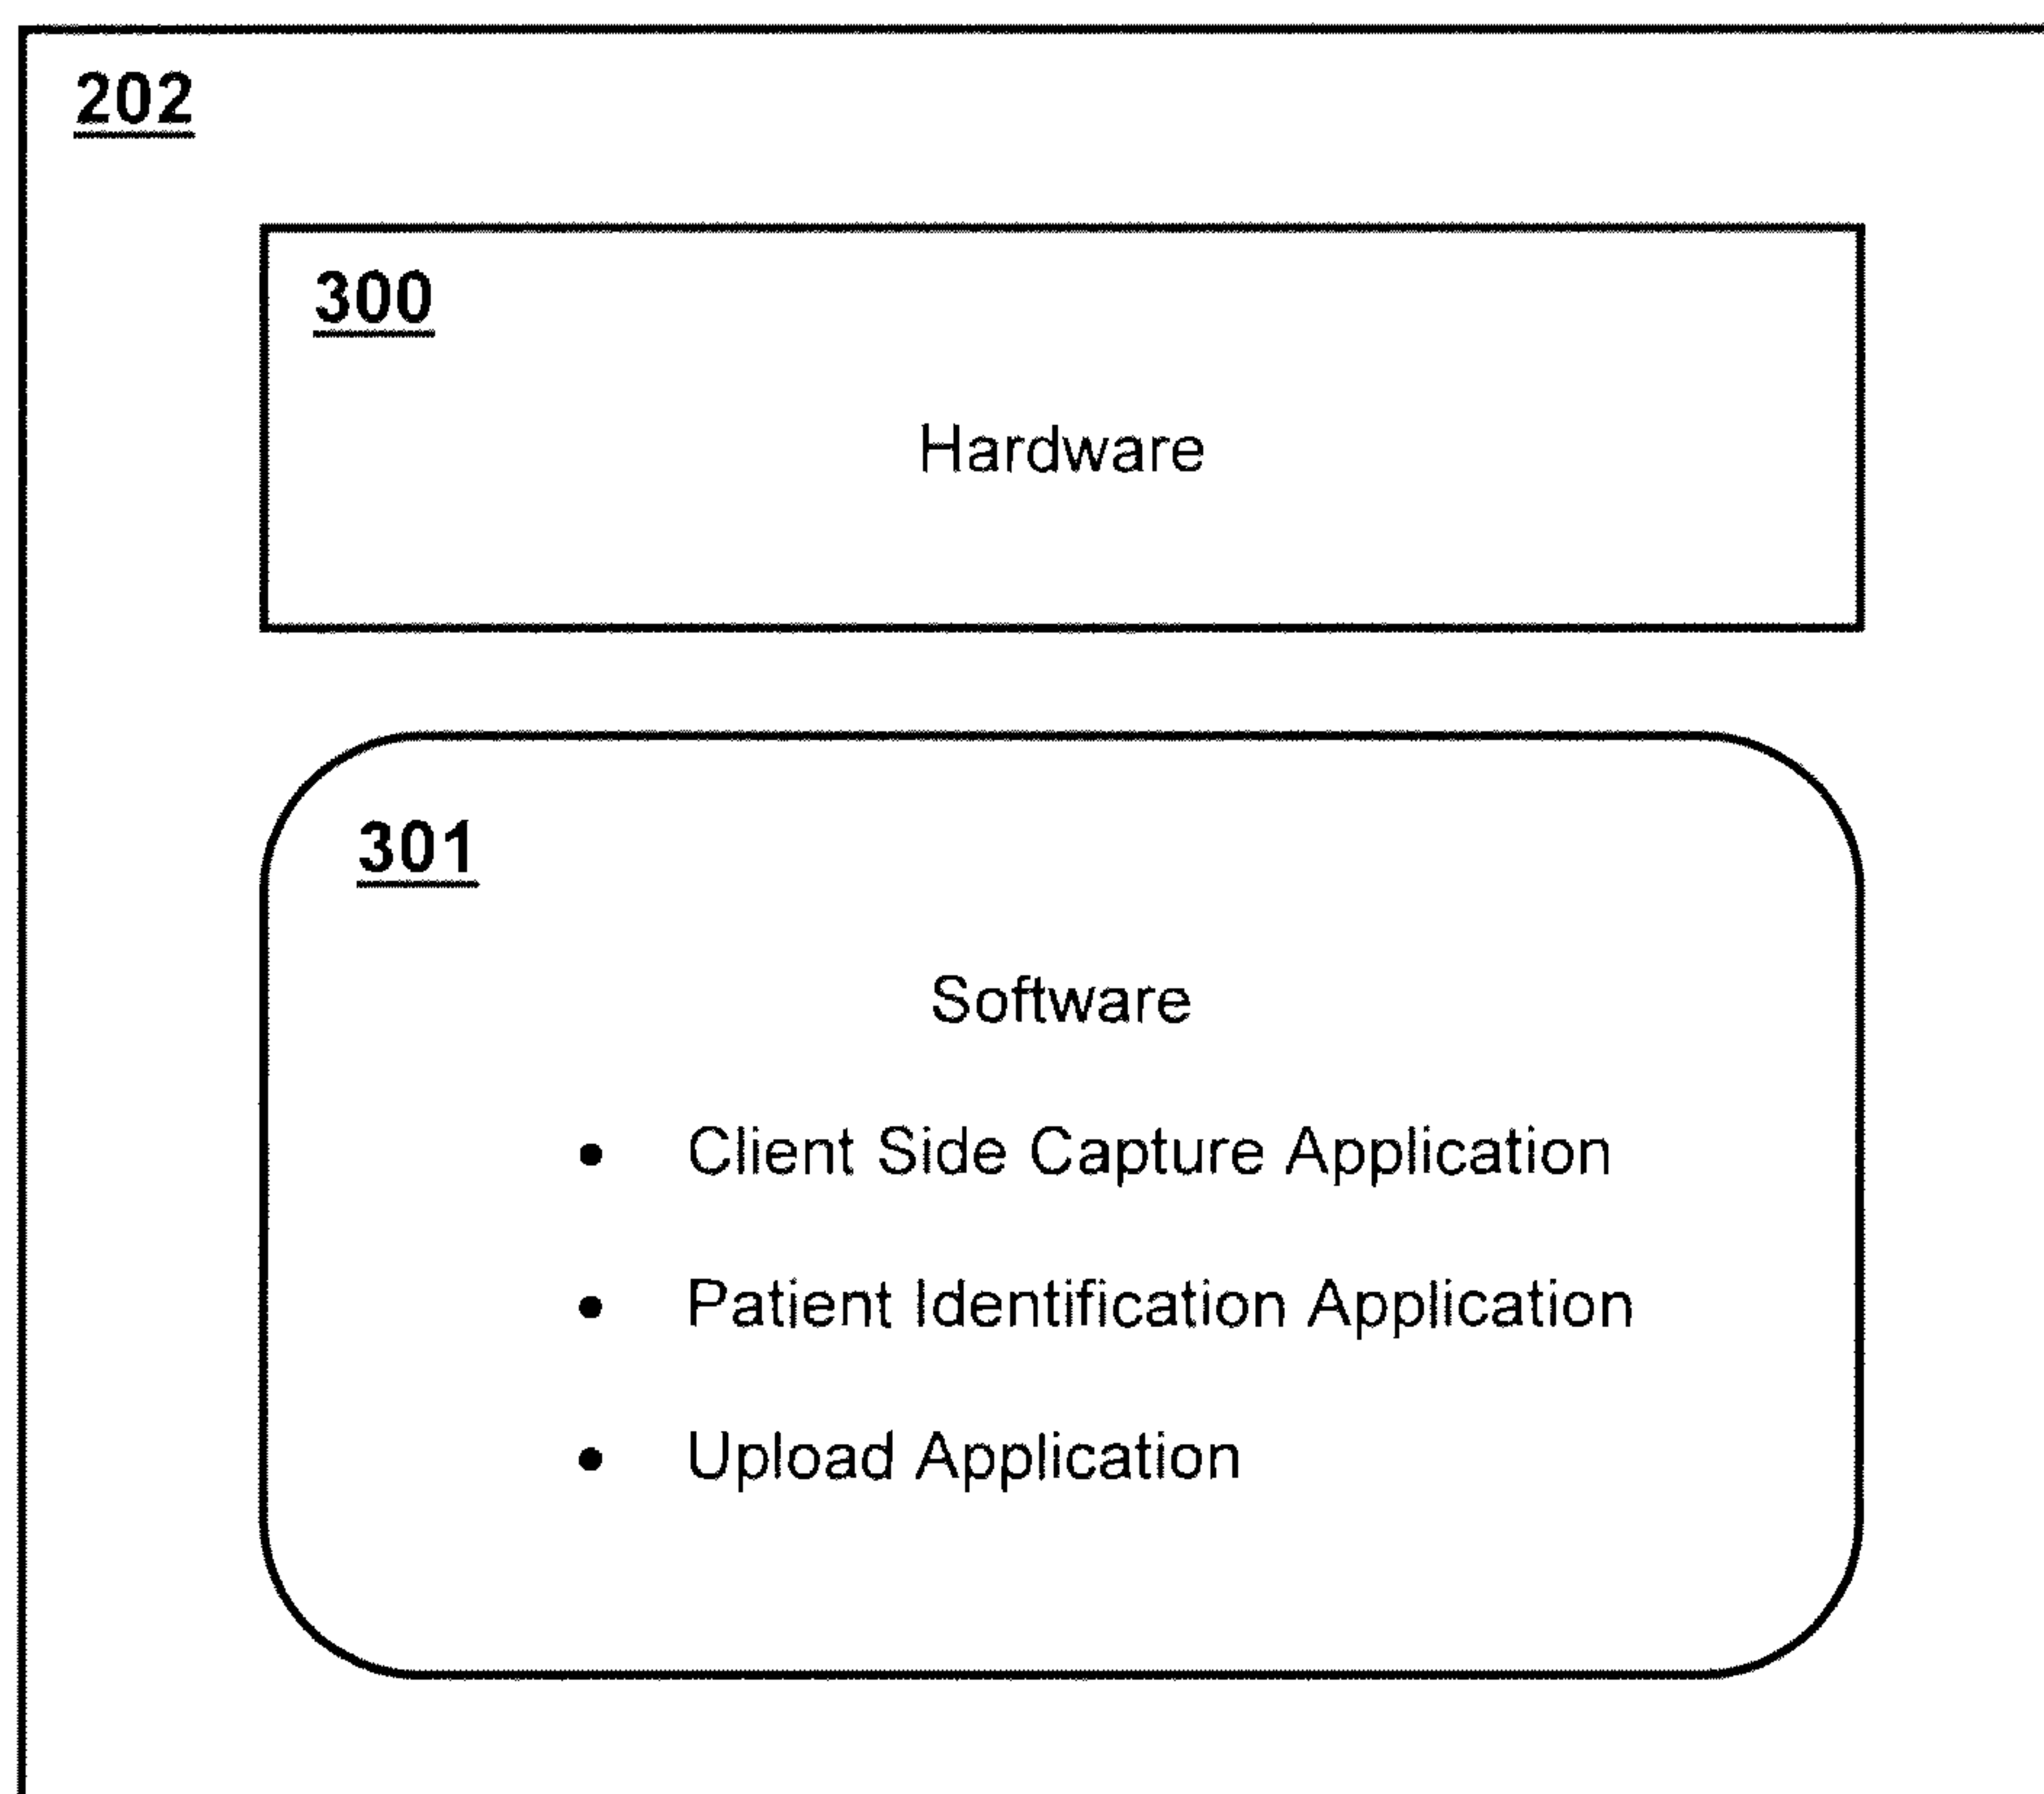 202
300
Hardware
301
Software
• Client Side Capture Application
• Patient Identification Application
• Upload Application